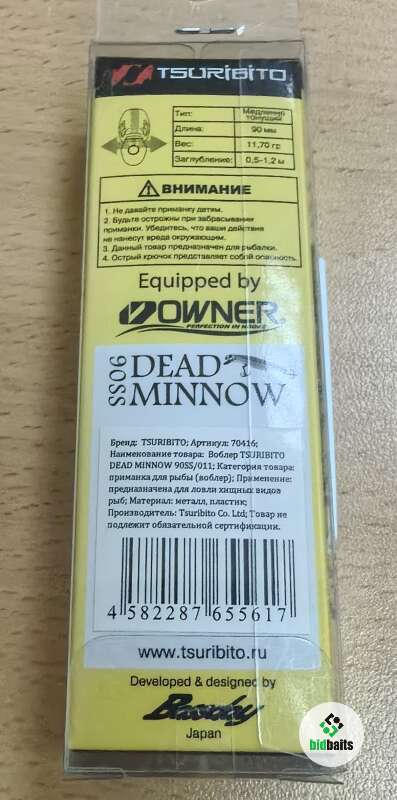 TSURIBITO
Тип: Медленно тонущий
Длина: 90 мм
Вес: 11,70 гр
Заглубление: 0,5-1,2 м
ВНИМАНИЕ
1. Не давайте приманку детям.
2. Будьте острожны при забрасывании
приманки. Убедитесь, что ваши действия
не нанесут вреда окружающим.
3. Данный товар предназначен для рыбалки.
4. Острый крючок представляет собой опасность.
Equipped by
OWNER
PERFECTION IN HOOKS
90SS
DEAD
MINNOW
Бренд: TSURIBITO; Артикул: 70416;
Наименование товара: Воблер TSURIBITO
DEAD MINNOW 90SS/011; Категория товара:
приманка для рыбы (воблер); Применение:
предназначена для ловли хищных видов
рыб; Материал: металл, пластик;
Производитель: Tsuribito Co. Ltd; Товар не
подлежит обязательной сертификации.
4 582287 655617
www.tsuribito.ru
Developed & designed by
Japan
bidbaits